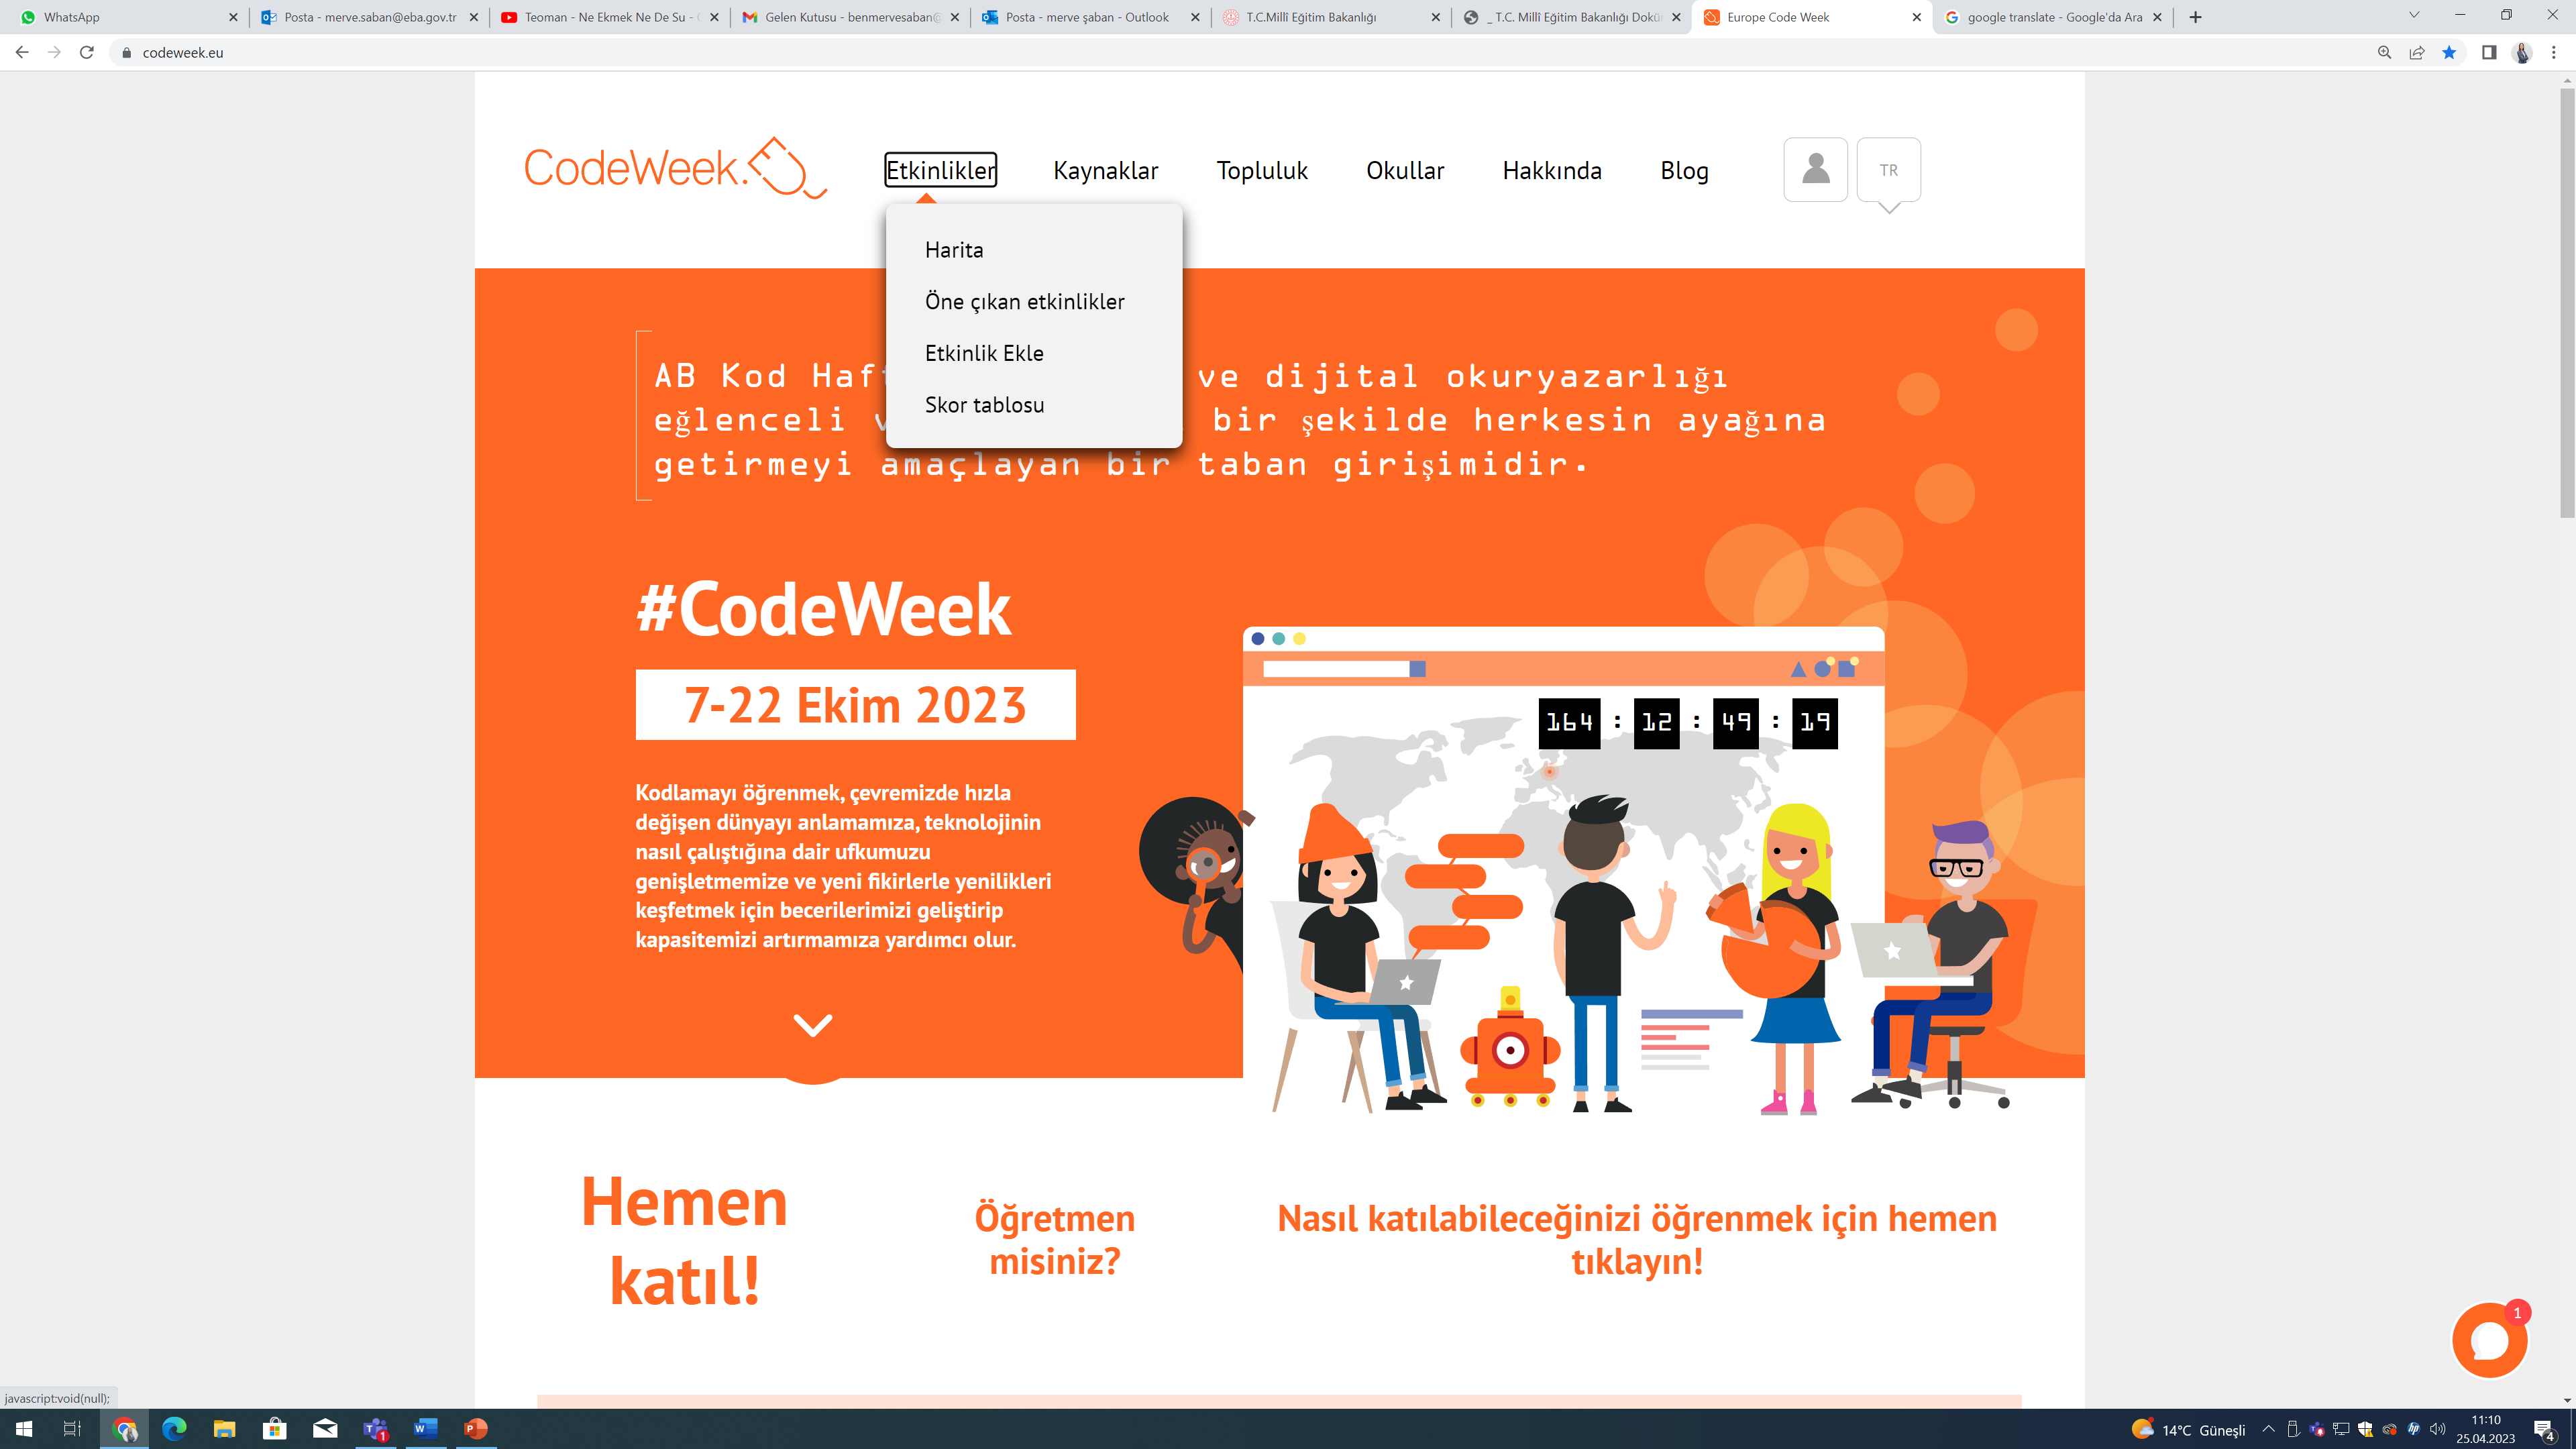 WhatsApp
Posta - merve.saban@eba.gov.tr
Teoman - Ne Ekmek Ne De Su -
Gelen Kutusu - benmervesaban@
Posta - merve şaban - Outlook
T.C.Millî Eğitim Bakanlığı
_ T.C. Millî Eğitim Bakanlığı Dokü
Europe Code Week
google translate - Google'da Ara
codeweek.eu
CodeWeek.
Etkinlikler
Kaynaklar
Topluluk
Okullar
Hakkında
Blog
TR
Harita
Öne çıkan etkinlikler
Etkinlik Ekle
Skor tablosu
AB Kod Haf ve dijital okuryazarlığı
eğlenceli bir şekilde herkesin ayağına
getirmeyi amaçlayan bir taban girişimidir.
#CodeWeek
7-22 Ekim 2023
164 : 12 : 49 : 19
Kodlamayı öğrenmek, çevremizde hızla
değişen dünyayı anlamamıza, teknolojinin
nasıl çalıştığına dair ufkumuzu
genişletmemize ve yeni fikirlerle yenilikleri
keşfetmek için becerilerimizi geliştirip
kapasitemizi artırmamıza yardımcı olur.
Hemen
katıl!
Öğretmen
misiniz?
Nasıl katılabileceğinizi öğrenmek için hemen
tıklayın!
1
javascript:void(null);
1
14°C Güneşli
11:10
25.04.2023
4